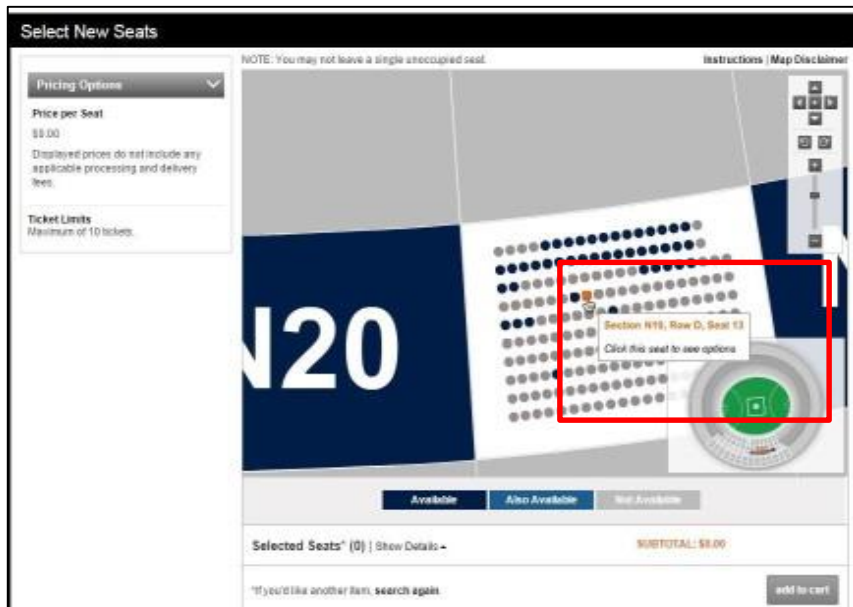 Select New Seats
NOTE: You may not leave a single unoccupied seat.
Instructions | Map Disclaimer
Pricing Options
Price per Seat
$0.00
Displayed prices do not include any
applicable processing and delivery
fees.
Ticket Limits
Maximum of 10 tickets.
N20
Section N19, Row D, Seat 13
Click this seat to see options
Available
Also Available
Not Available
Selected Seats* (0) | Show Details
SUBTOTAL: $0.00
*If you'd like another item, search again.
add to cart